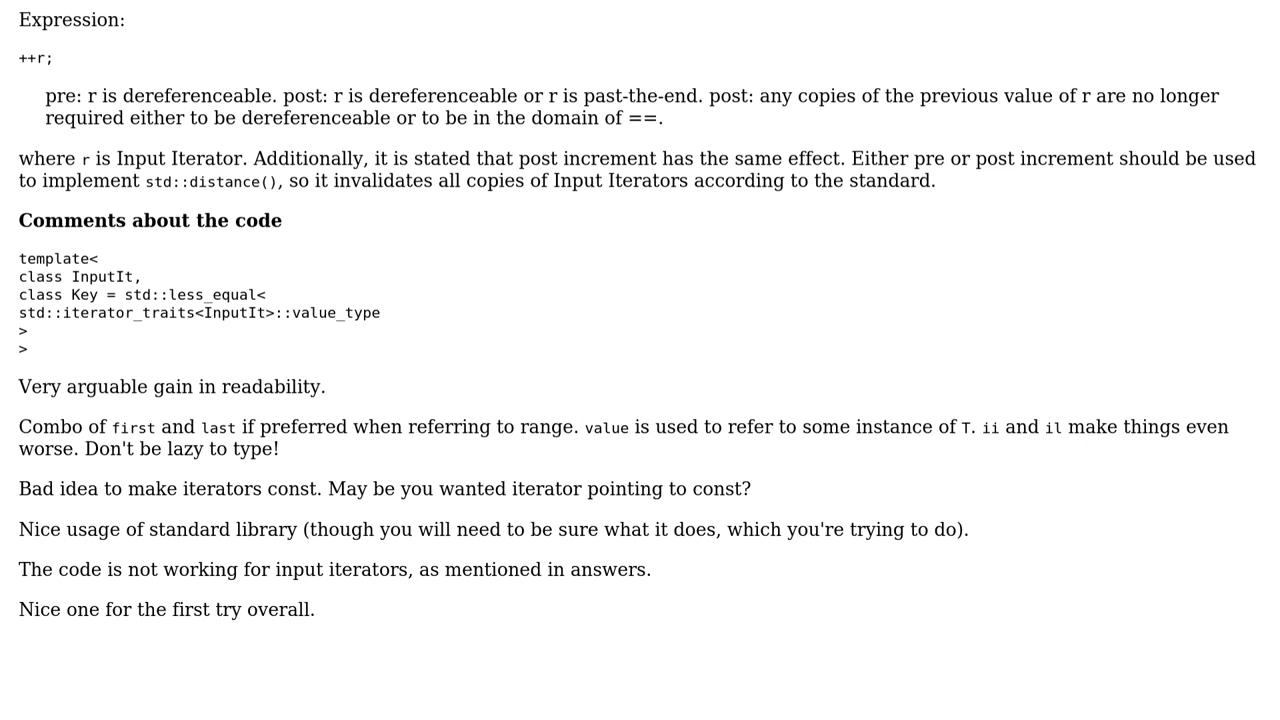 Expression:
++r;
pre: r is dereferenceable. post: r is dereferenceable or r is past-the-end. post: any copies of the previous value of r are no longer
required either to be dereferenceable or to be in the domain of ==.
where r is Input Iterator. Additionally, it is stated that post increment has the same effect. Either pre or post increment should be used
to implement std::distance(), so it invalidates all copies of Input Iterators according to the standard.
Comments about the code
template<
class InputIt,
class Key = std::less_equal<
std::iterator_traits<InputIt>::value_type
>
>
Very arguable gain in readability.
Combo of first and last if preferred when referring to range. value is used to refer to some instance of T. ii and il make things even
worse. Don't be lazy to type!
Bad idea to make iterators const. May be you wanted iterator pointing to const?
Nice usage of standard library (though you will need to be sure what it does, which you're trying to do).
The code is not working for input iterators, as mentioned in answers.
Nice one for the first try overall.